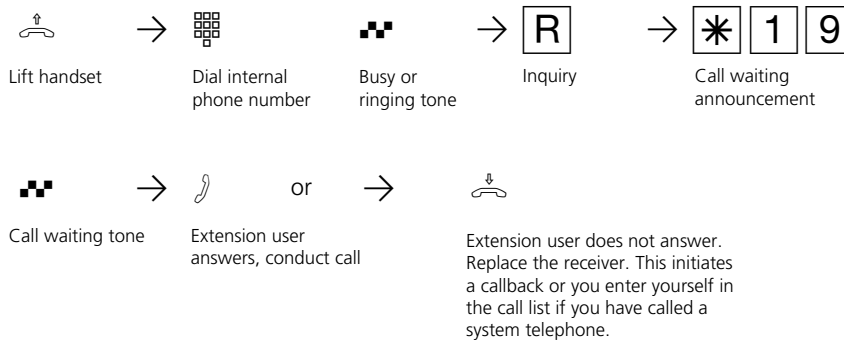 R * 1 9
Lift handset
Dial internal
phone number
Busy or
ringing tone
Inquiry
Call waiting
announcement
or
Call waiting tone
Extension user
answers, conduct call
Extension user does not answer.
Replace the receiver. This initiates
a callback or you enter yourself in
the call list if you have called a
system telephone.